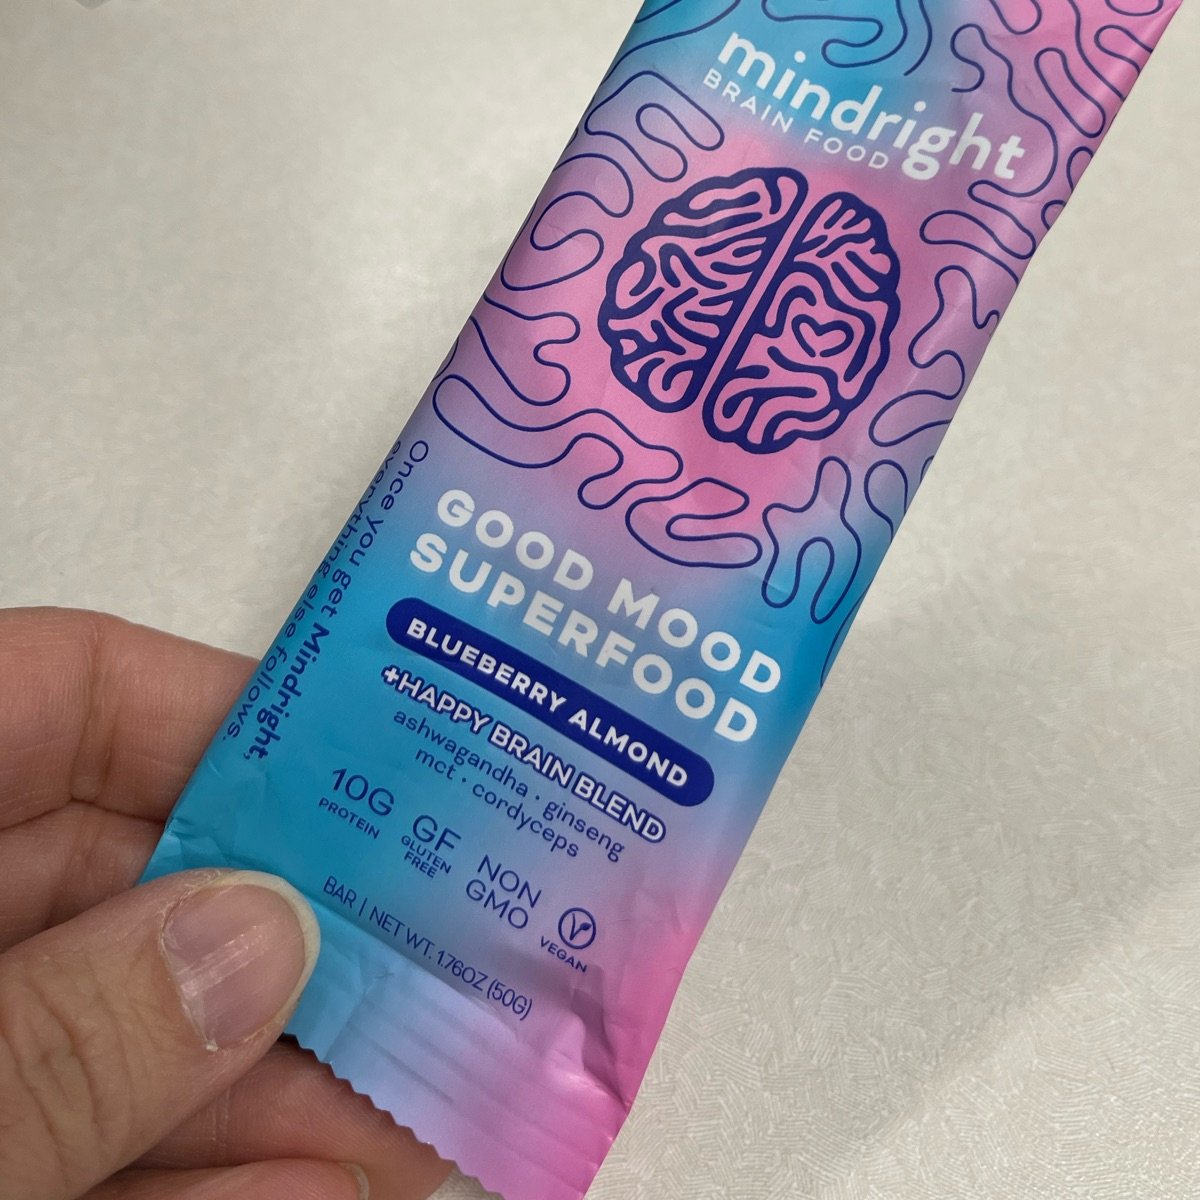 mindright
BRAIN FOOD
GOOD MOOD
SUPERFOOD
BLUEBERRY ALMOND
+HAPPY BRAIN BLEND
ashwagandha · ginseng
mct · cordyceps
10G
PROTEIN
GF
GLUTEN
FREE
NON
GMO
VEGAN
BAR | NET WT. 1.76OZ (50G)
Once you get Mindright,
everything else follows.